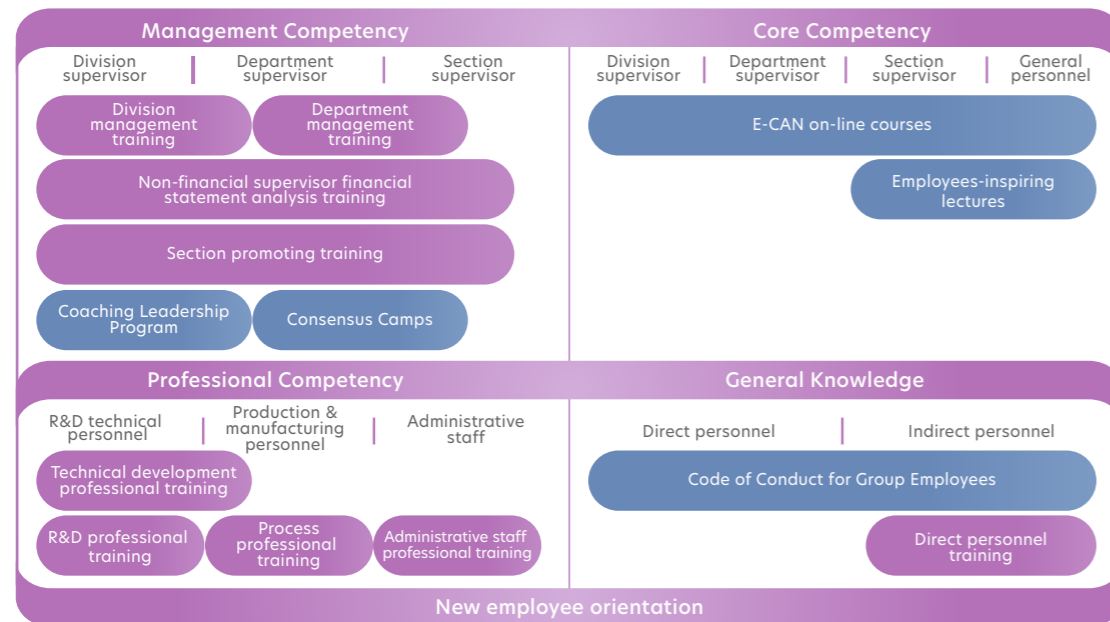 Management Competency
Division
supervisor
Department
supervisor
Section
supervisor
Division
management
training
Department
management
training
Non-financial supervisor financial
statement analysis training
Section promoting training
Coaching Leadership
Program
Consensus Camps
Core Competency
Division
supervisor
Department
supervisor
Section
supervisor
General
personnel
E-CAN on-line courses
Employees-inspiring
lectures
Professional Competency
R&D technical
personnel
Production &
manufacturing
personnel
Administrative
staff
Technical development
professional training
R&D professional
training
Process
professional
training
Administrative staff
professional training
General Knowledge
Direct personnel
Indirect personnel
Code of Conduct for Group Employees
Direct personnel
training
New employee orientation